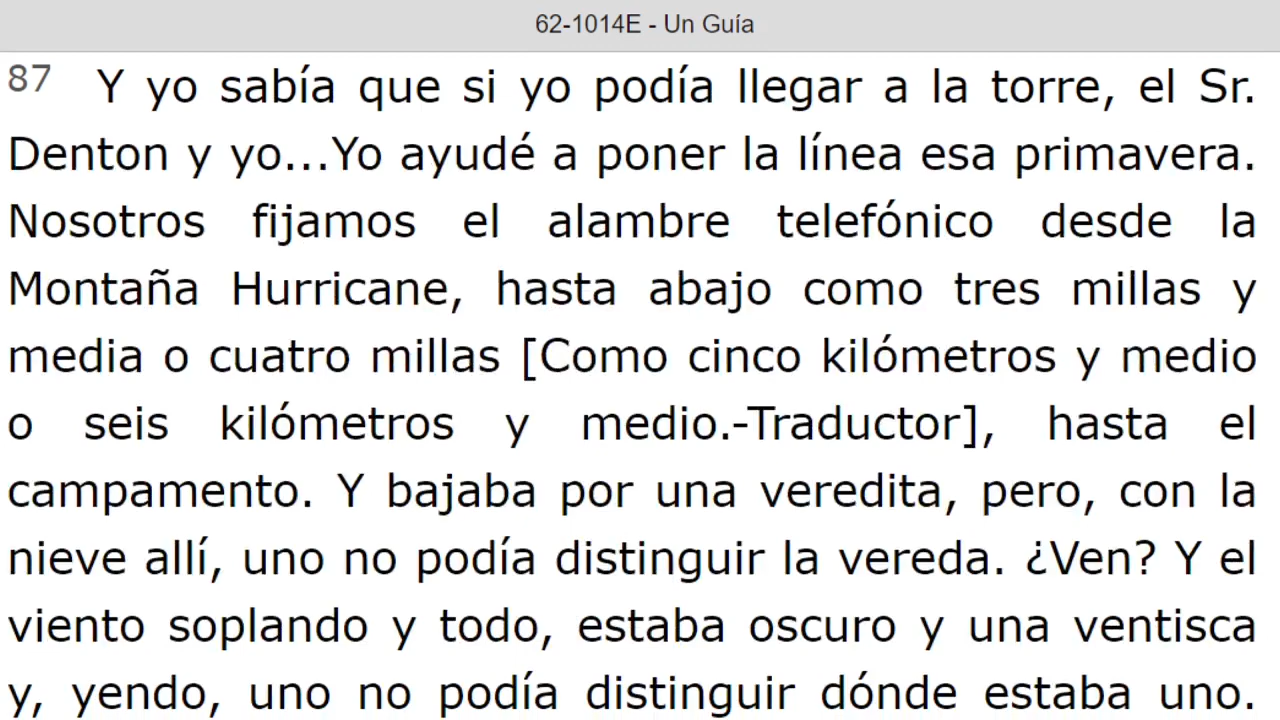 62-1014E - Un Guía
87 Y yo sabía que si yo podía llegar a la torre, el Sr.
Denton y yo...Yo ayudé a poner la línea esa primavera.
Nosotros fijamos el alambre telefónico desde la
Montaña Hurricane, hasta abajo como tres millas y
media o cuatro millas [Como cinco kilómetros y medio
o seis kilómetros y medio.-Traductor], hasta el
campamento. Y bajaba por una veredita, pero, con la
nieve allí, uno no podía distinguir la vereda. ¿Ven? Y el
viento soplando y todo, estaba oscuro y una ventisca
y, yendo, uno no podía distinguir dónde estaba uno.